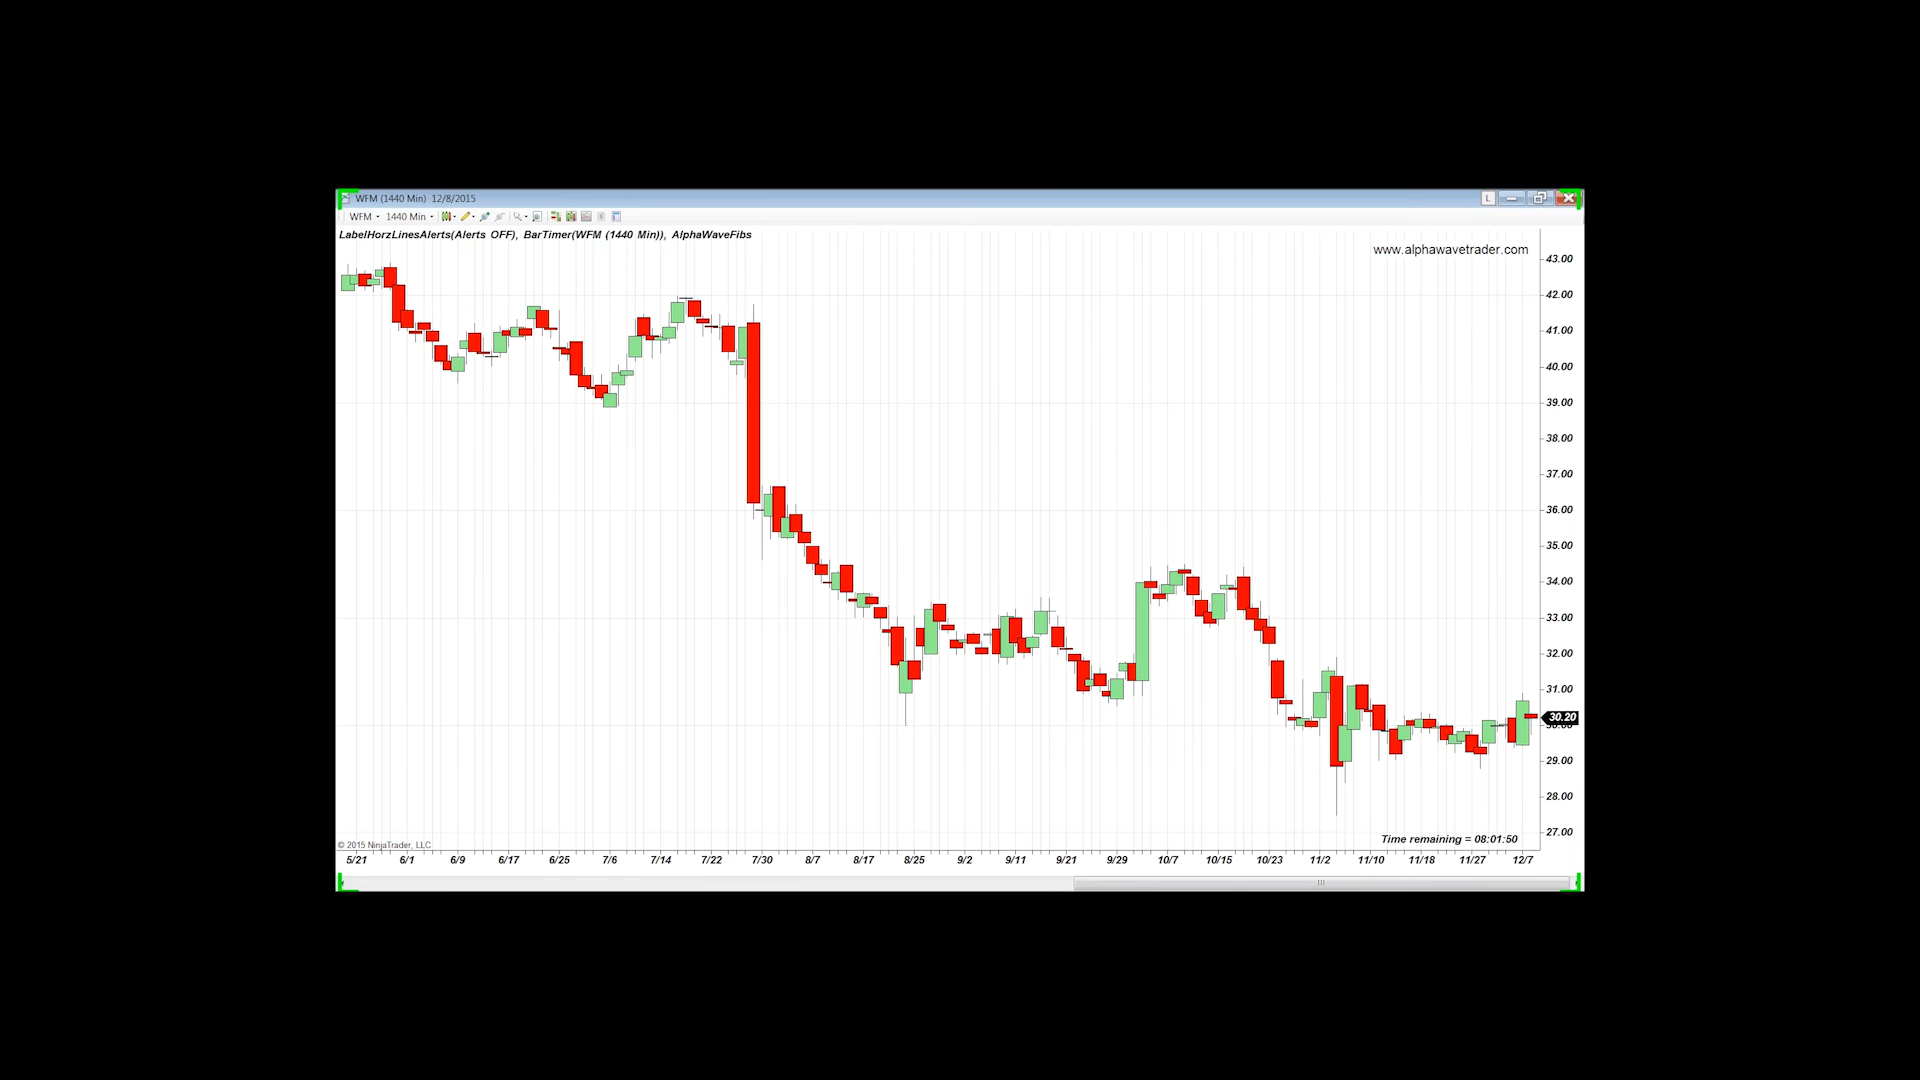 WFM (1440 Min) 12/8/2015
L
WFM 1440 Min
LabelHorzLinesAlerts(Alerts OFF), BarTimer(WFM (1440 Min)), AlphaWaveFibs
www.alphawavetrader.com
43.00
42.00
41.00
40.00
39.00
38.00
37.00
36.00
35.00
34.00
33.00
32.00
31.00
30.20
30.00
29.00
28.00
27.00
Time remaining = 08:01:50
© 2015 NinjaTrader, LLC
5/21 6/1 6/9 6/17 6/25 7/6 7/14 7/22 7/30 8/7 8/17 8/25 9/2 9/11 9/21 9/29 10/7 10/15 10/23 11/2 11/10 11/18 11/27 12/7